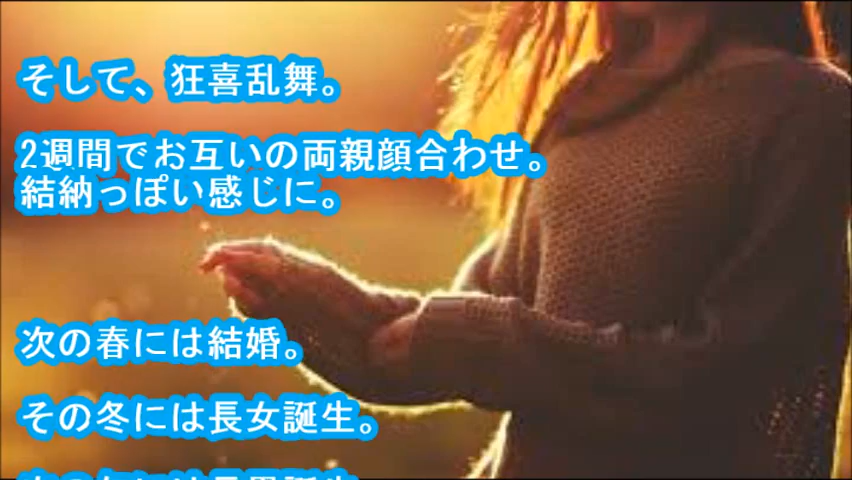 そして、狂喜乱舞。
2週間でお互いの両親顔合わせ。
結納っぽい感じに。
次の春には結婚。
その冬には長女誕生。